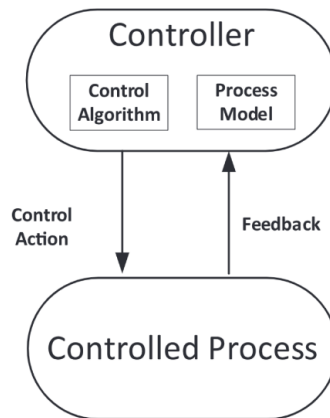 Controller
Control
Algorithm
Process
Model
Control
Action
Feedback
Controlled Process